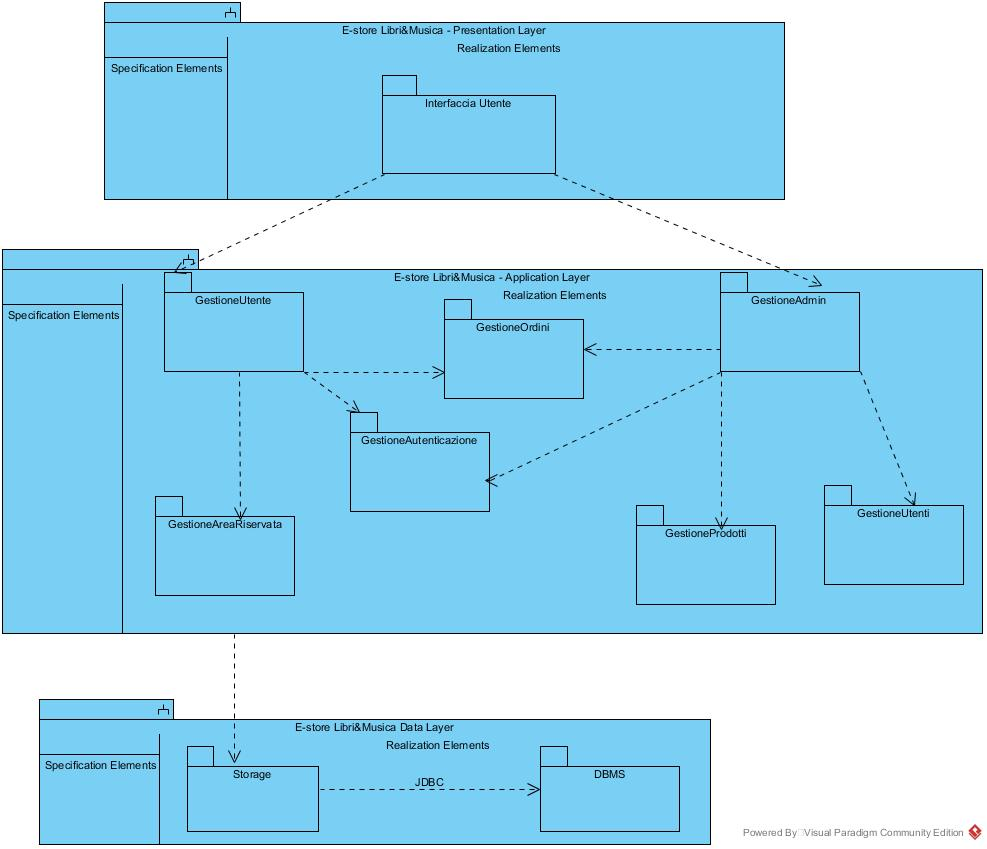 E-store Libri&Musica - Presentation Layer
Realization Elements
Specification Elements
Interfaccia Utente
E-store Libri&Musica - Application Layer
Realization Elements
Specification Elements
GestioneUtente
GestioneOrdini
GestioneAdmin
GestioneAutenticazione
GestioneAreaRiservata
GestioneProdotti
GestioneUtenti
E-store Libri&Musica Data Layer
Realization Elements
Specification Elements
Storage
JDBC
DBMS
Powered By Visual Paradigm Community Edition